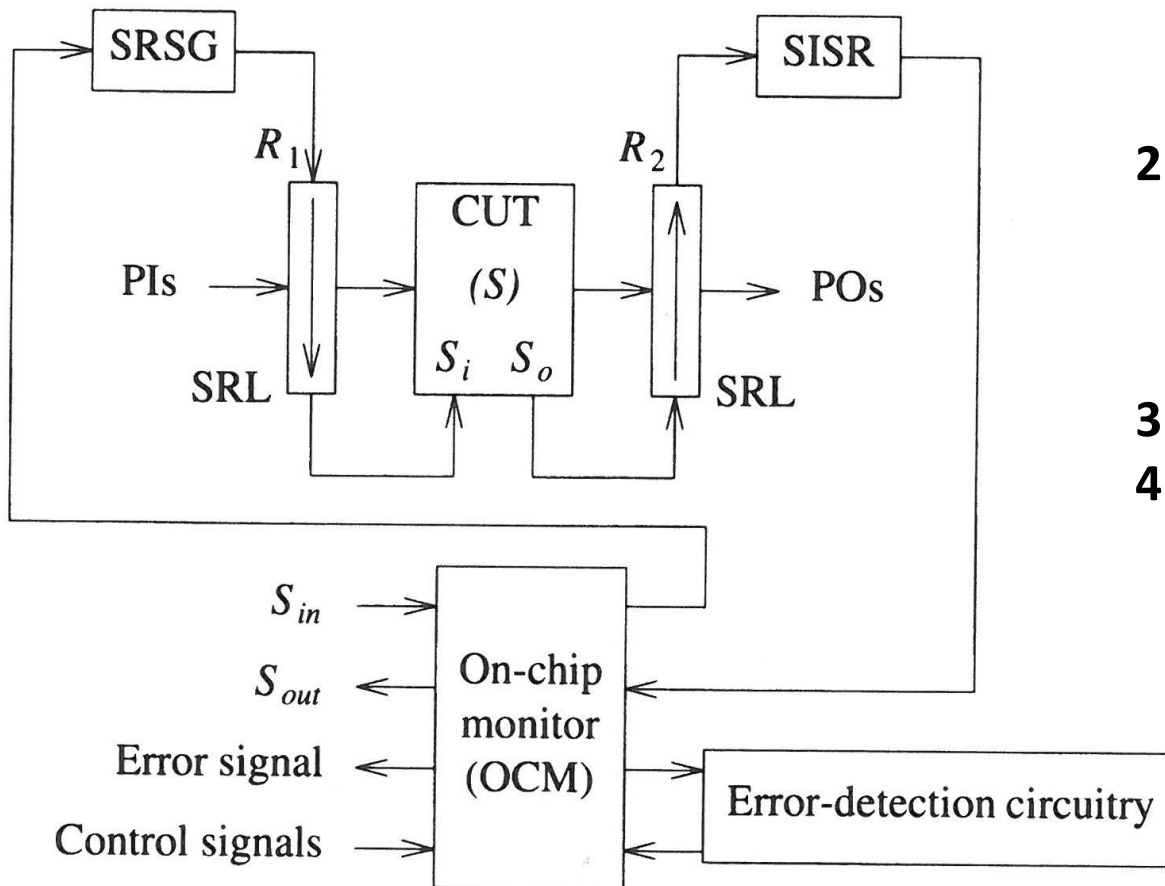 SRSG
SISR
R1
R2
2
CUT
PIs
(S)
POs
Si So
SRL
SRL
3
4
Sin
On-chip
Sout
monitor
Error signal
(OCM)
Error-detection circuitry
Control signals